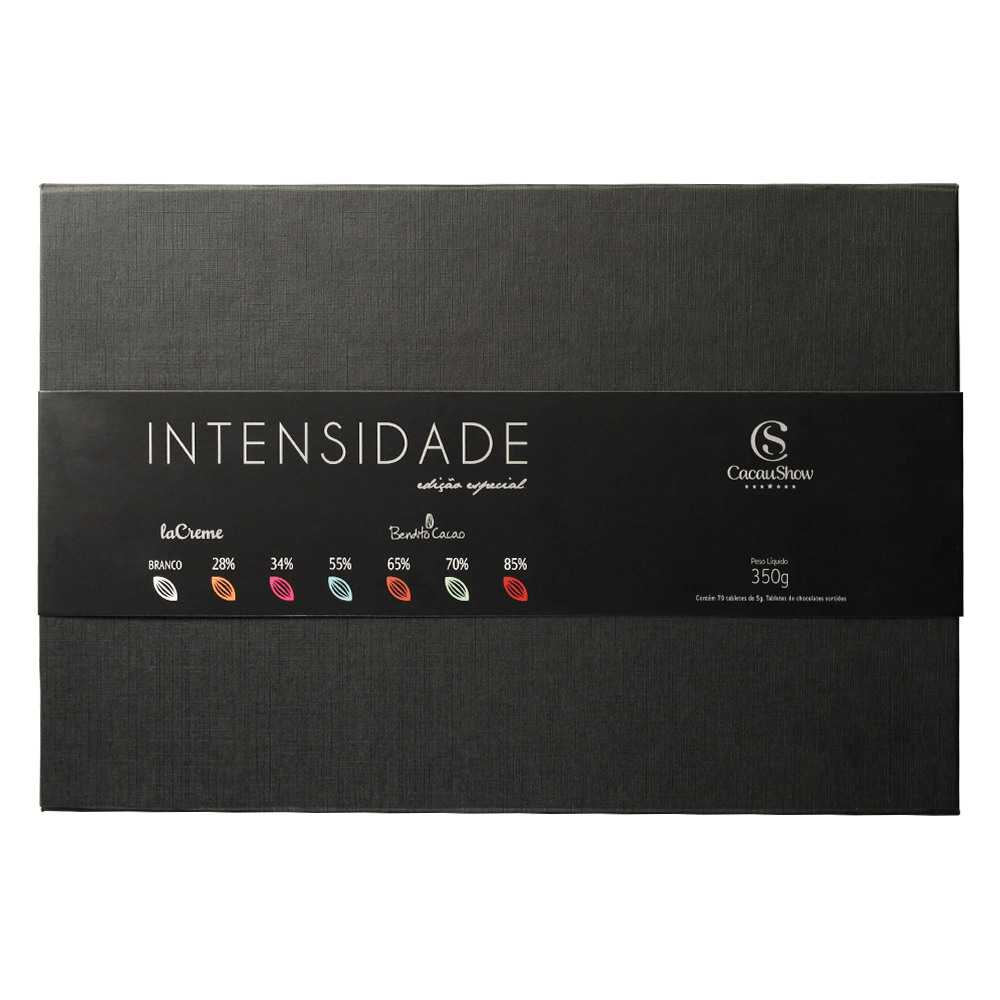 INTENSIDADE
edição especial
CS
CacauShow
laCreme
Bendito Cacao
BRANCO 28% 34% 55% 65% 70% 85%
Peso Líquido
350g
Contém 70 tabletes de 5g. Tabletes de chocolates sortidos